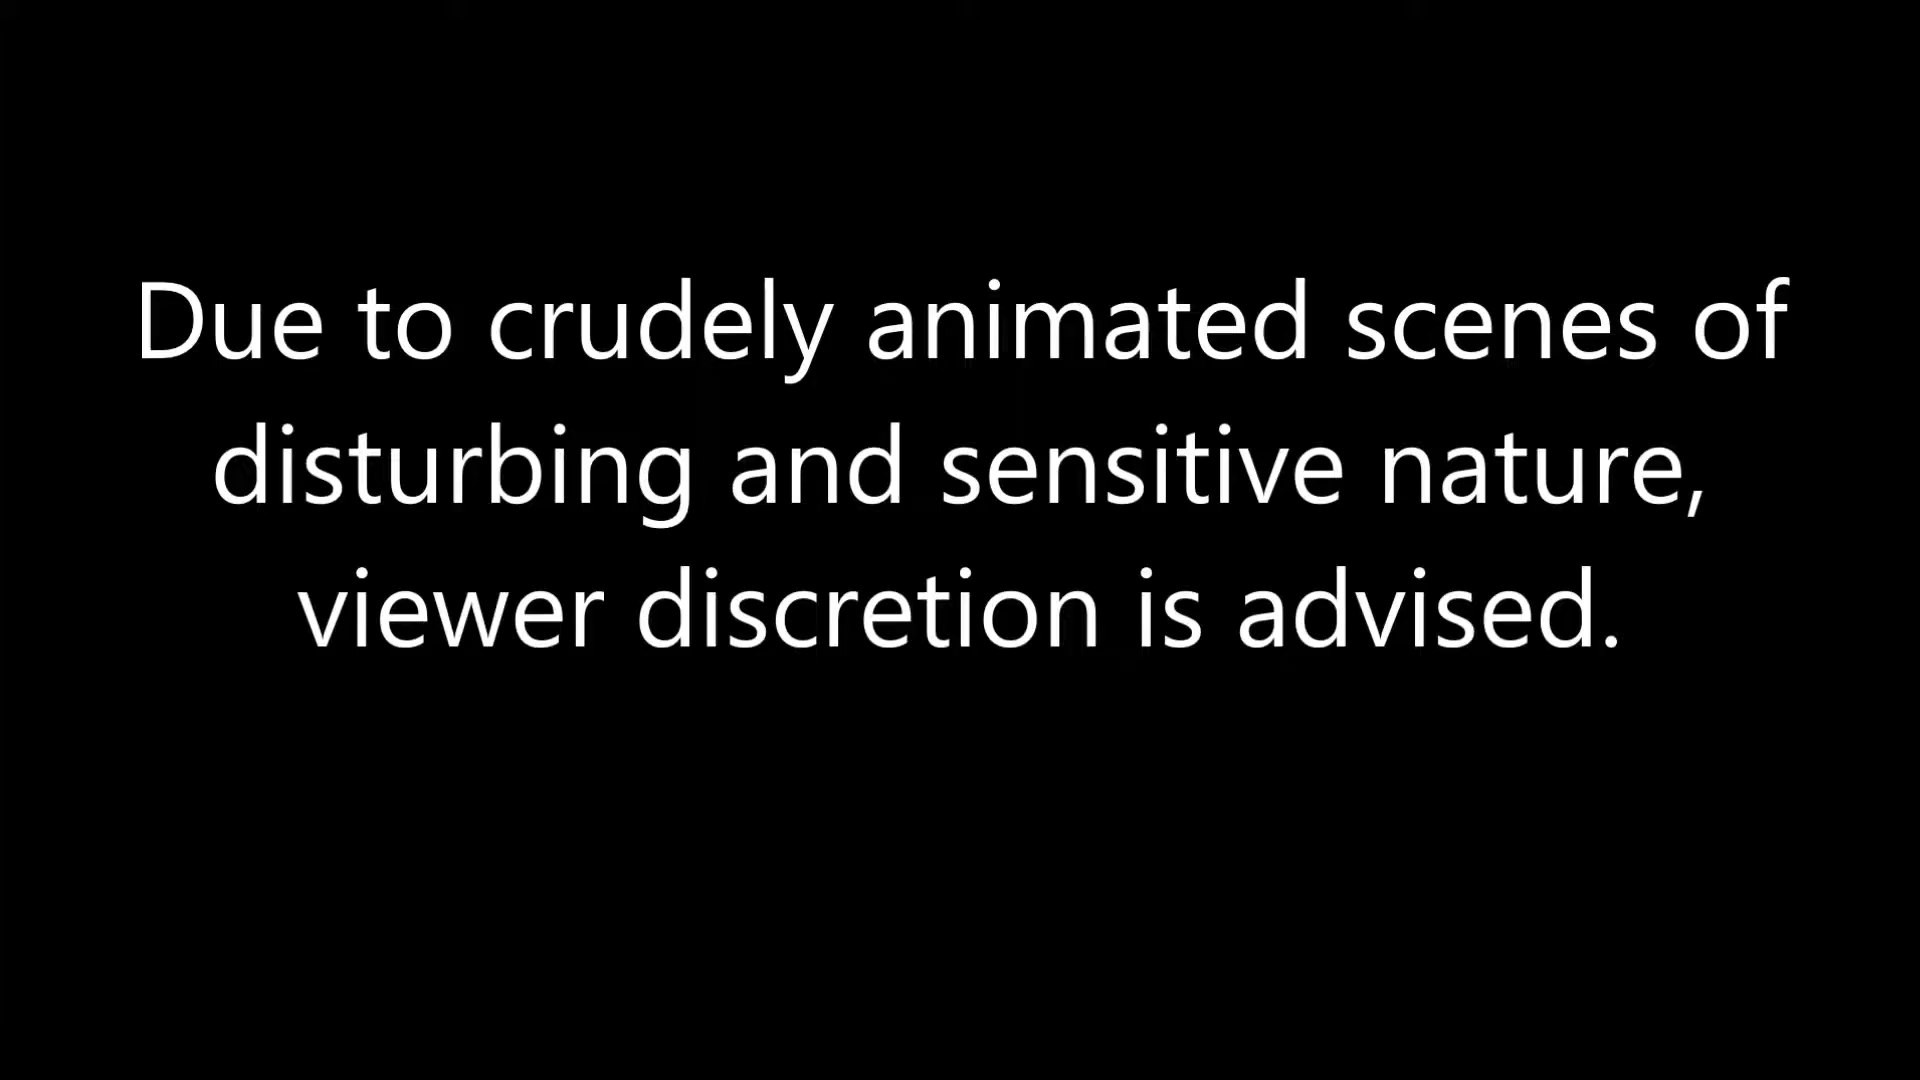 Due to crudely animated scenes of
disturbing and sensitive nature,
viewer discretion is advised.